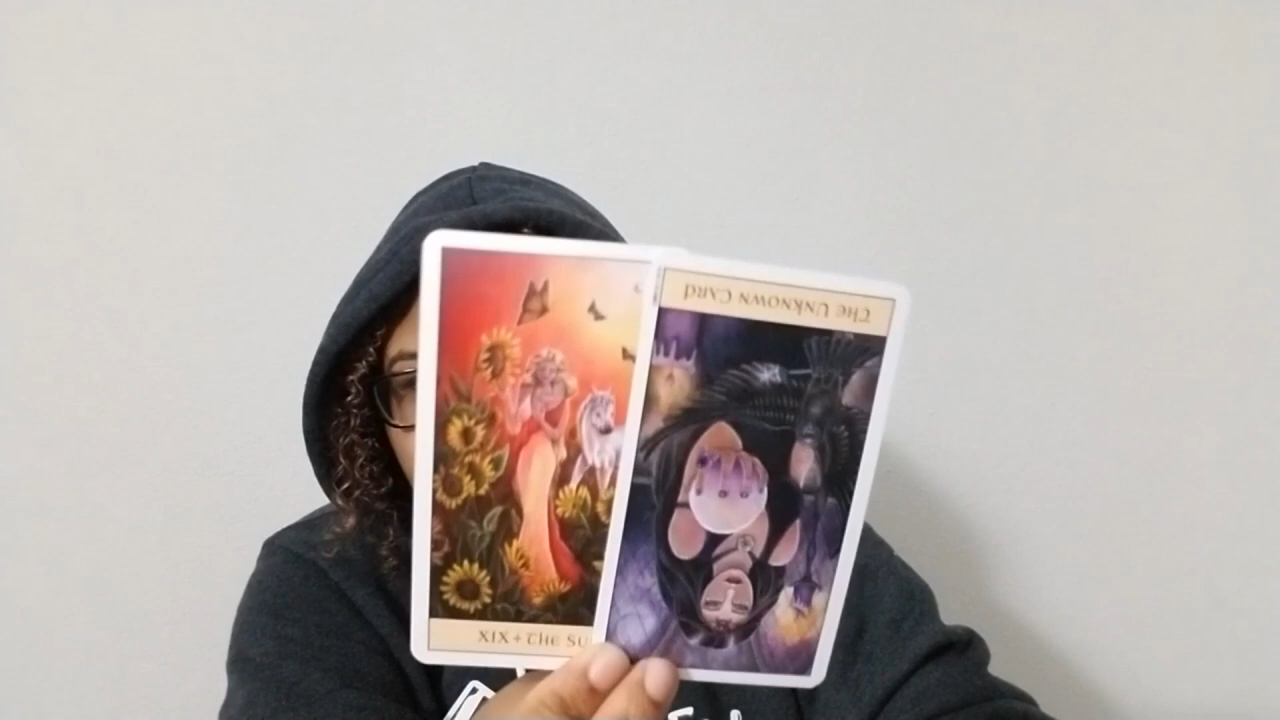 The Unknown Card
XIX + The Su